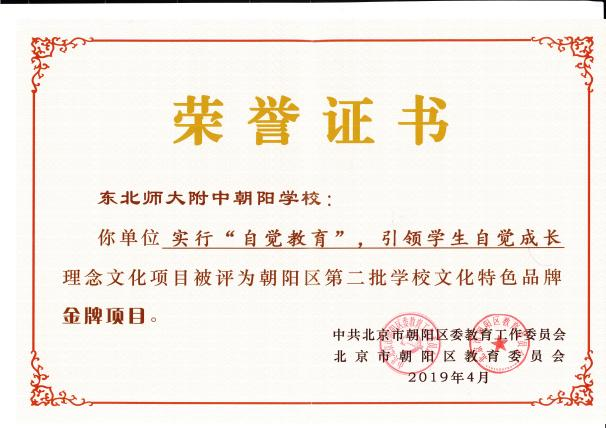 荣誉证书
东北师大附中朝阳学校：
你单位 实行“自觉教育”，引领学生自觉成长
理念文化项目被评为朝阳区第二批学校文化特色品牌
金牌项目。
中共北京市朝阳区委教育工作委员会
北京市朝阳区教育委员会
2019年4月